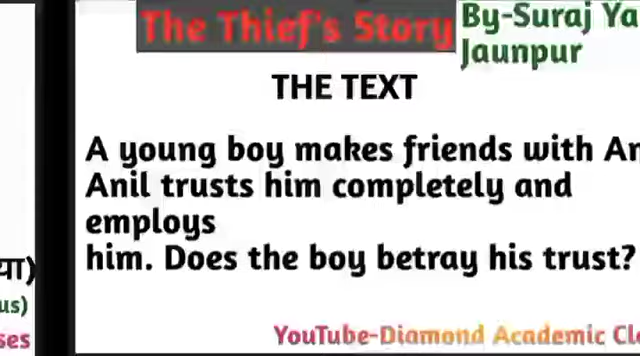 The Thief's Story
By-Suraj
Jaunpur
THE TEXT
A young boy makes friends with
Anil trusts him completely and
employs
him. Does the boy betray his trust?
YouTube-Diamond Academic